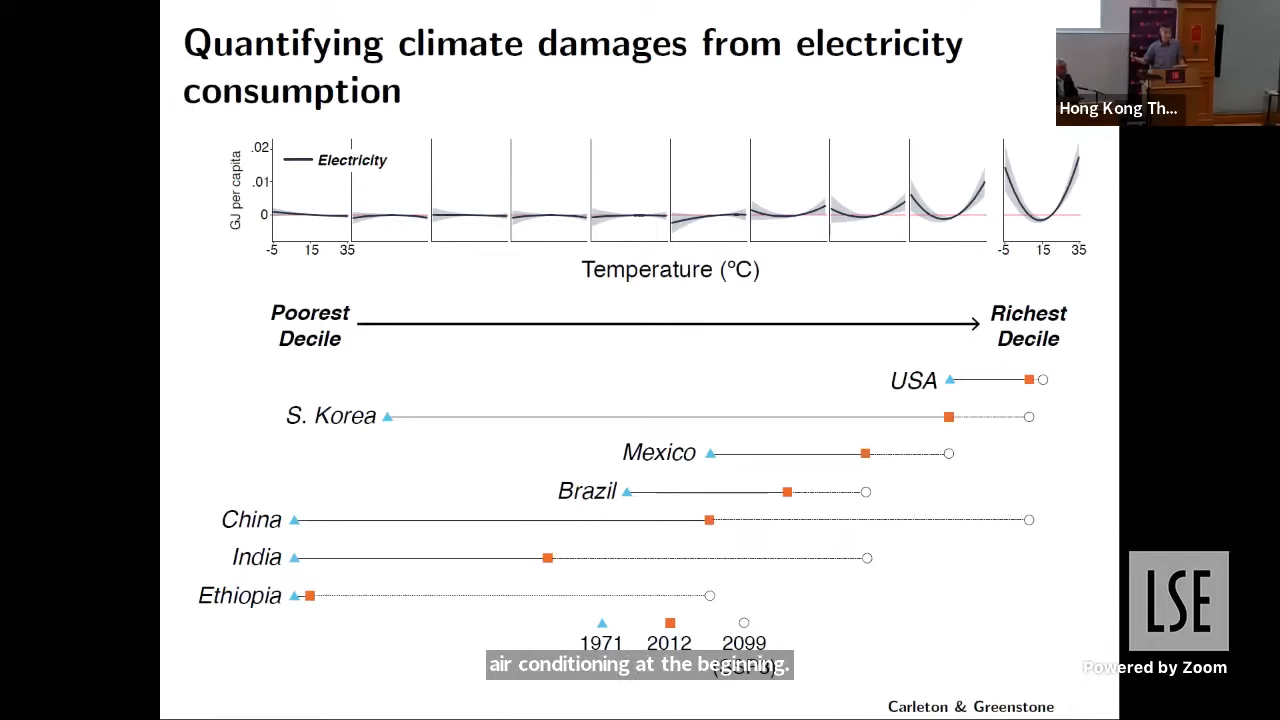 Quantifying climate damages from electricity
consumption
Hong Kong Th...
GJ per capita
.02
.01
0
Electricity
-5 15 35
-5 15 35
Temperature (ºC)
Poorest
Decile
Richest
Decile
USA
S. Korea
Mexico
Brazil
China
India
Ethiopia
1971 2012 2099
air conditioning at the beginning.
LSE
Powered by Zoom
Carleton & Greenstone